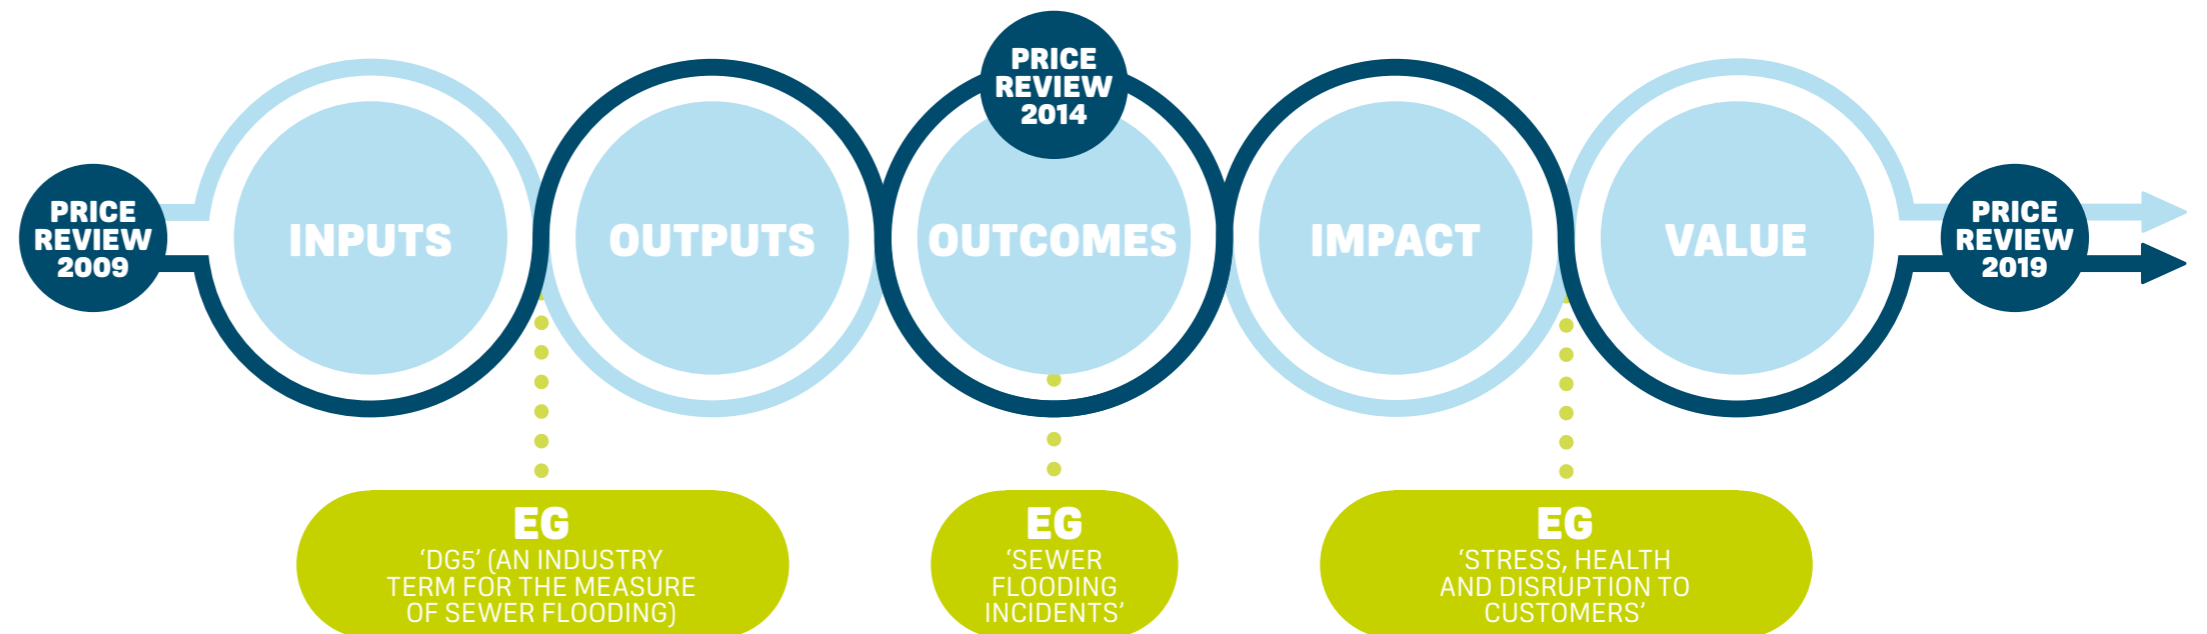 PRICE
REVIEW
2009
INPUTS
OUTPUTS
PRICE
REVIEW
2014
OUTCOMES
IMPACT
VALUE
PRICE
REVIEW
2019
EG
‘DG5’ (AN INDUSTRY
TERM FOR THE MEASURE
OF SEWER FLOODING)
EG
‘SEWER
FLOODING
INCIDENTS’
EG
‘STRESS, HEALTH
AND DISRUPTION TO
CUSTOMERS’